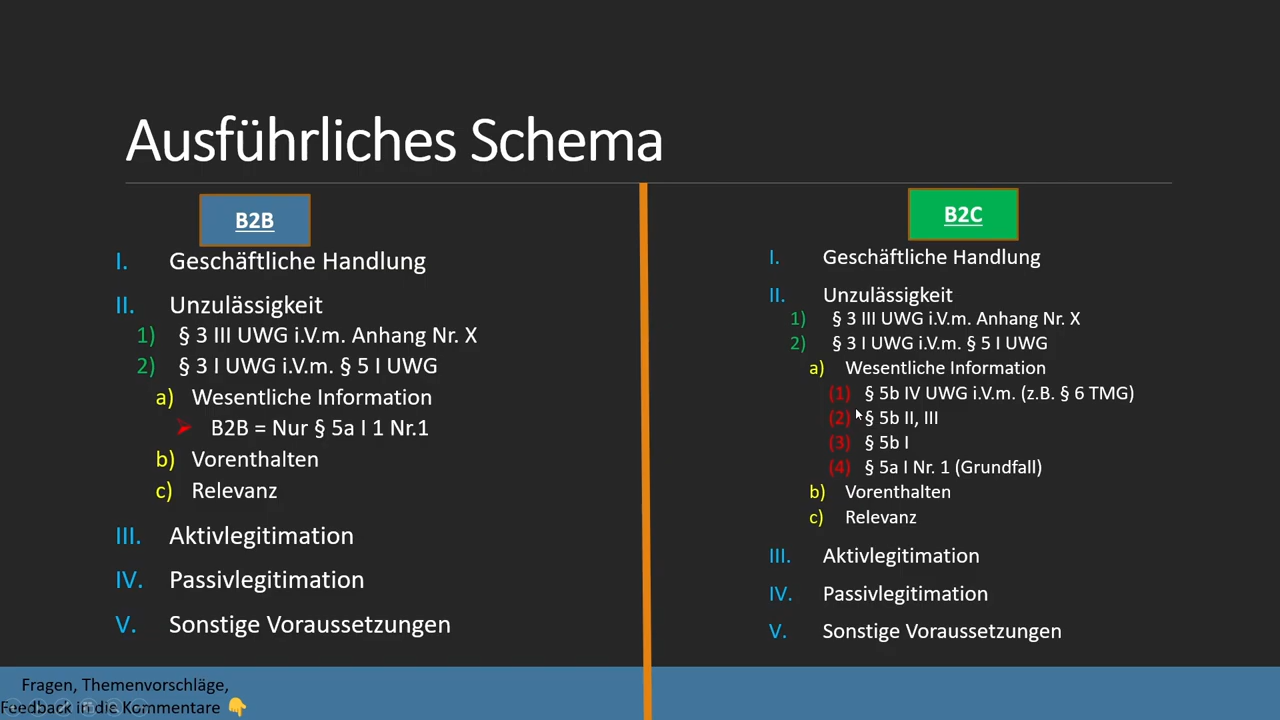 Ausführliches Schema
B2B
I. Geschäftliche Handlung
II. Unzulässigkeit
1) § 3 III UWG i.V.m. Anhang Nr. X
2) § 3 I UWG i.V.m. § 5 I UWG
a) Wesentliche Information
B2B = Nur § 5a I 1 Nr.1
b) Vorenthalten
c) Relevanz
III. Aktivlegitimation
IV. Passivlegitimation
V. Sonstige Voraussetzungen
B2C
I. Geschäftliche Handlung
II. Unzulässigkeit
1) § 3 III UWG i.V.m. Anhang Nr. X
2) § 3 I UWG i.V.m. § 5 I UWG
a) Wesentliche Information
(1) § 5b IV UWG i.V.m. (z.B. § 6 TMG)
(2) § 5b II, III
(3) § 5b I
(4) § 5a I Nr. 1 (Grundfall)
b) Vorenthalten
c) Relevanz
III. Aktivlegitimation
IV. Passivlegitimation
V. Sonstige Voraussetzungen
Fragen, Themenvorschläge,
Feedback in die Kommentare 👇